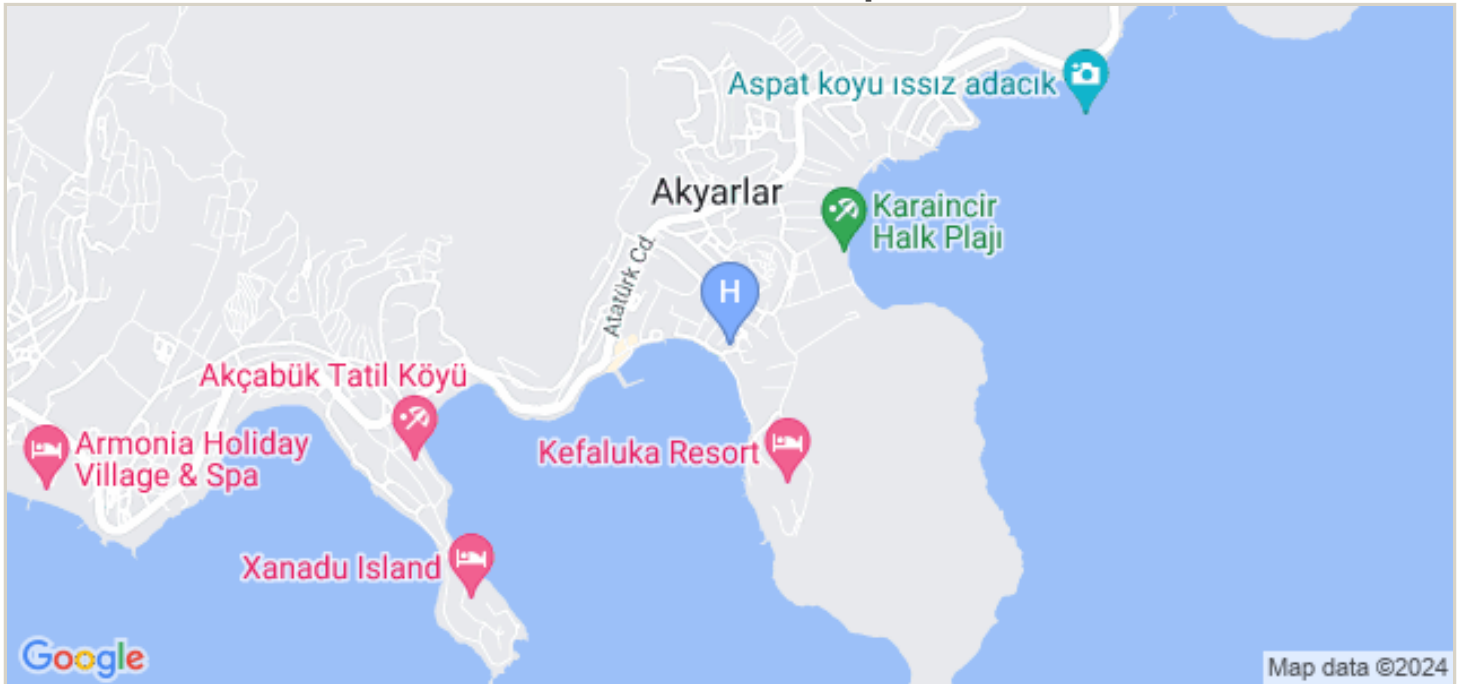 Aspat koyu ıssız adacık
Akyarlar
Karaincir
Halk Plajı
Atatürk Cd.
H
Akçabük Tatil Köyü
Armonia Holiday
Village & Spa
Kefaluka Resort
Xanadu Island
Google
Map data ©2024